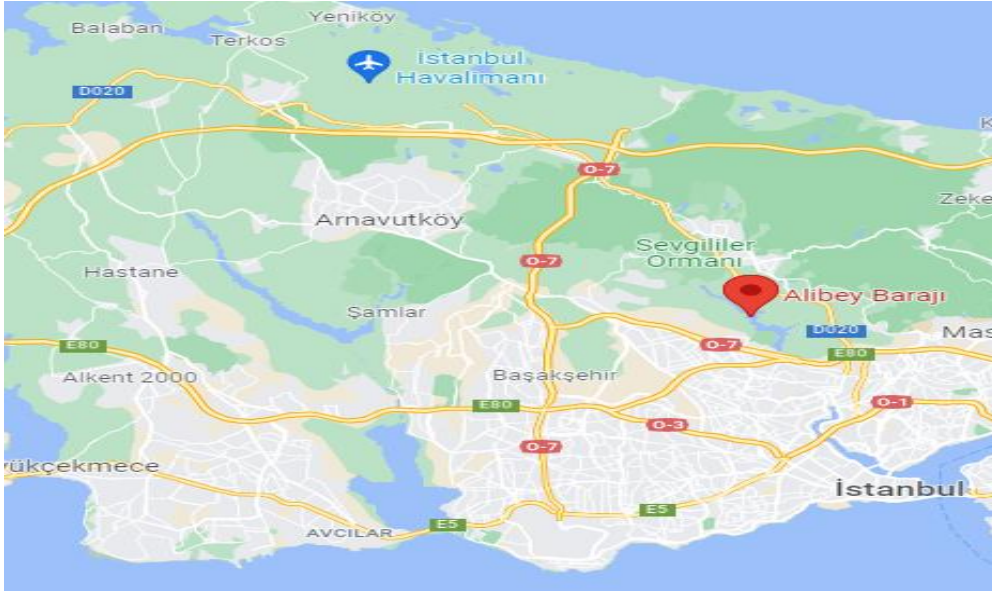 Yeniköy
Balaban
Terkos
İstanbul
Havalimanı
D020
O-7
Zeke
Arnavutköy
Sevgililer
Ormanı
O-7
Hastane
Alibey Barajı
Şamlar
D020
Mas
E80
O-7
E80
Alkent 2000
Başakşehir
E80
O-1
O-3
O-7
yükçekmece
İstanbul
E5
E5
AVCILAR